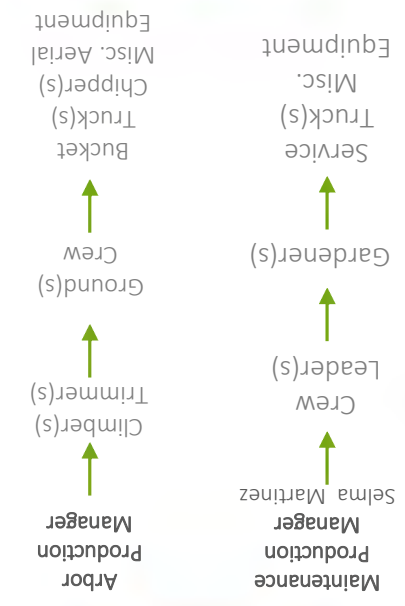 Maintenance
Production
Manager
Selma Martinez
Crew
Leader(s)
Gardener(s)
Service
Truck(s)
Misc.
Equipment
Arbor
Production
Manager
Climber(s)
Trimmer(s)
Ground(s)
Crew
Bucket
Truck(s)
Chipper(s)
Misc. Aerial
Equipment